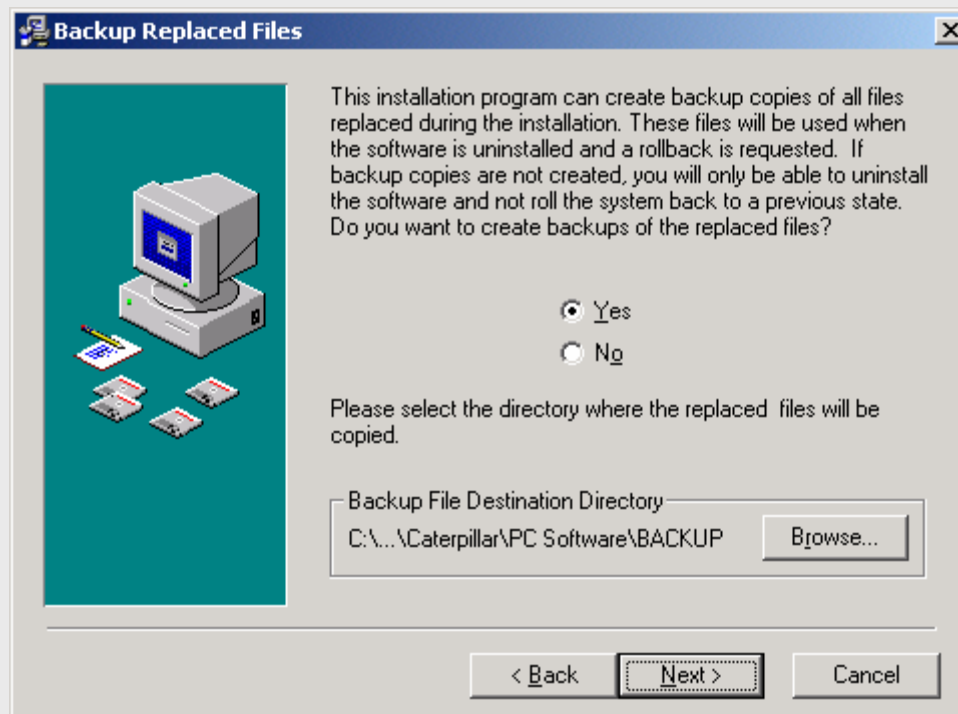 Backup Replaced Files
This installation program can create backup copies of all files
replaced during the installation. These files will be used when
the software is uninstalled and a rollback is requested.  If
backup copies are not created, you will only be able to uninstall
the software and not roll the system back to a previous state.
Do you want to create backups of the replaced files?
Yes
No
Please select the directory where the replaced  files will be
copied.
Backup File Destination Directory
C:\...\Caterpillar\PC Software\BACKUP
Browse...
< Back
Next >
Cancel